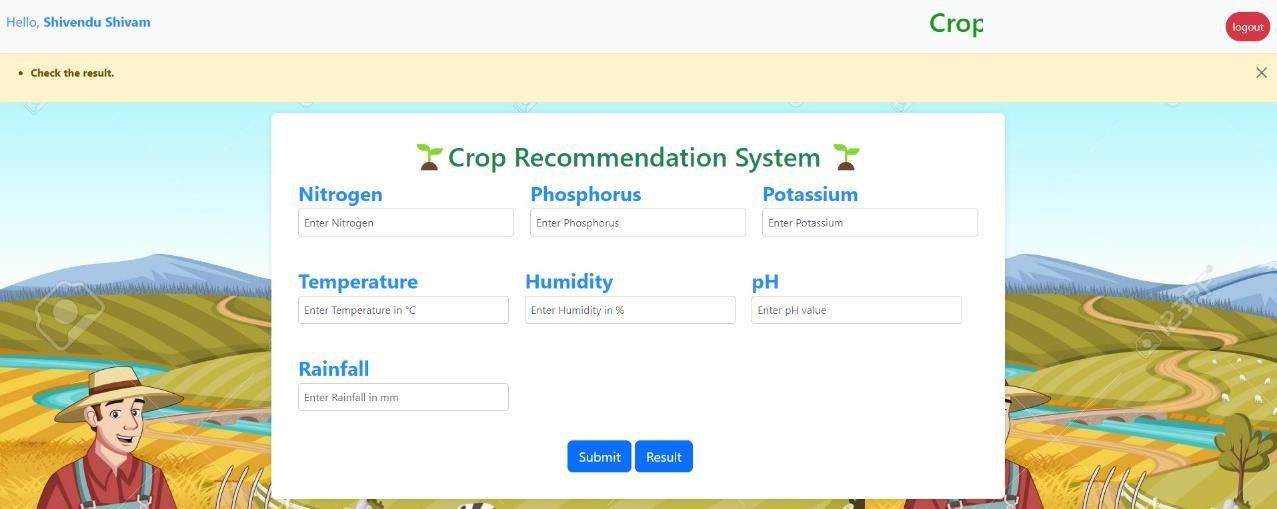 Hello, Shivendu Shivam
Crop
logout
Check the result.
Crop Recommendation System
Nitrogen Phosphorus Potassium
Enter Nitrogen Enter Phosphorus Enter Potassium
Temperature Humidity pH
Enter Temperature in °C Enter Humidity in % Enter pH value
Rainfall
Enter Rainfall in mm
Submit Result
123RF